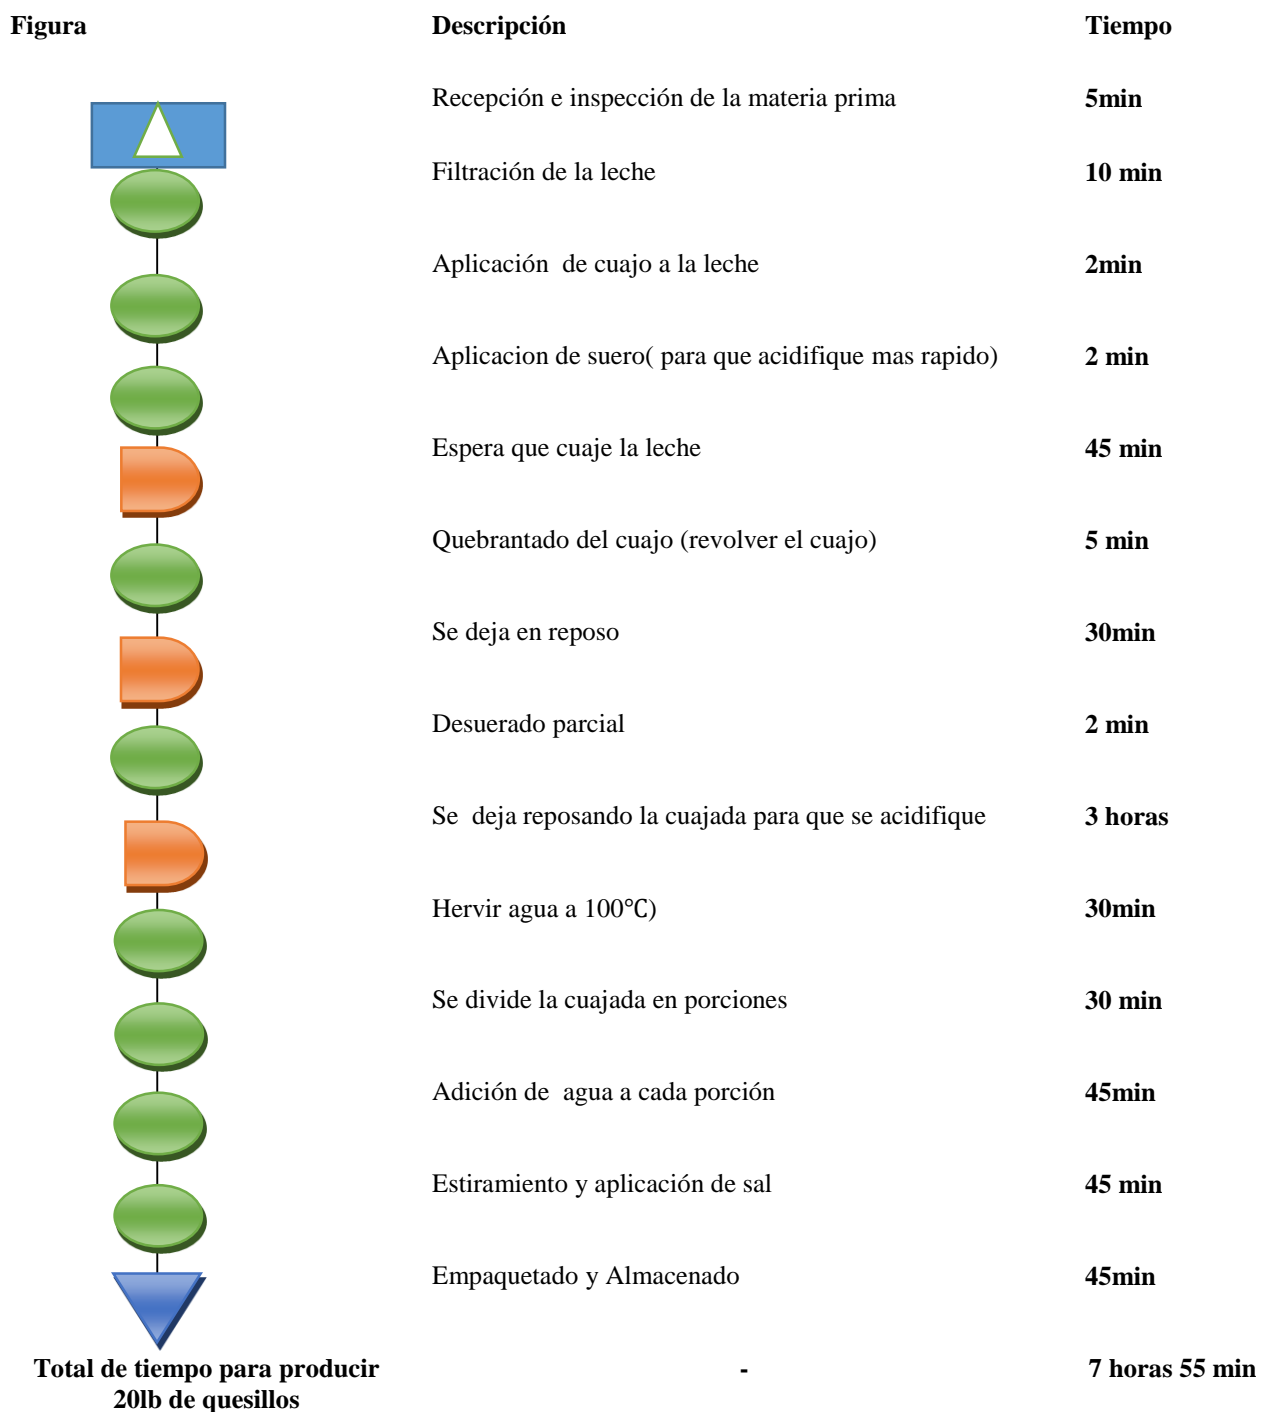 Figura Descripción Tiempo
Recepción e inspección de la materia prima 5min
Filtración de la leche 10 min
Aplicación de cuajo a la leche 2min
Aplicacion de suero( para que acidifique mas rapido) 2 min
Espera que cuaje la leche 45 min
Quebrantado del cuajo (revolver el cuajo) 5 min
Se deja en reposo 30min
Desuerado parcial 2 min
Se deja reposando la cuajada para que se acidifique 3 horas
Hervir agua a 100℃) 30min
Se divide la cuajada en porciones 30 min
Adición de agua a cada porción 45min
Estiramiento y aplicación de sal 45 min
Empaquetado y Almacenado 45min
Total de tiempo para producir - 7 horas 55 min
20lb de quesillos